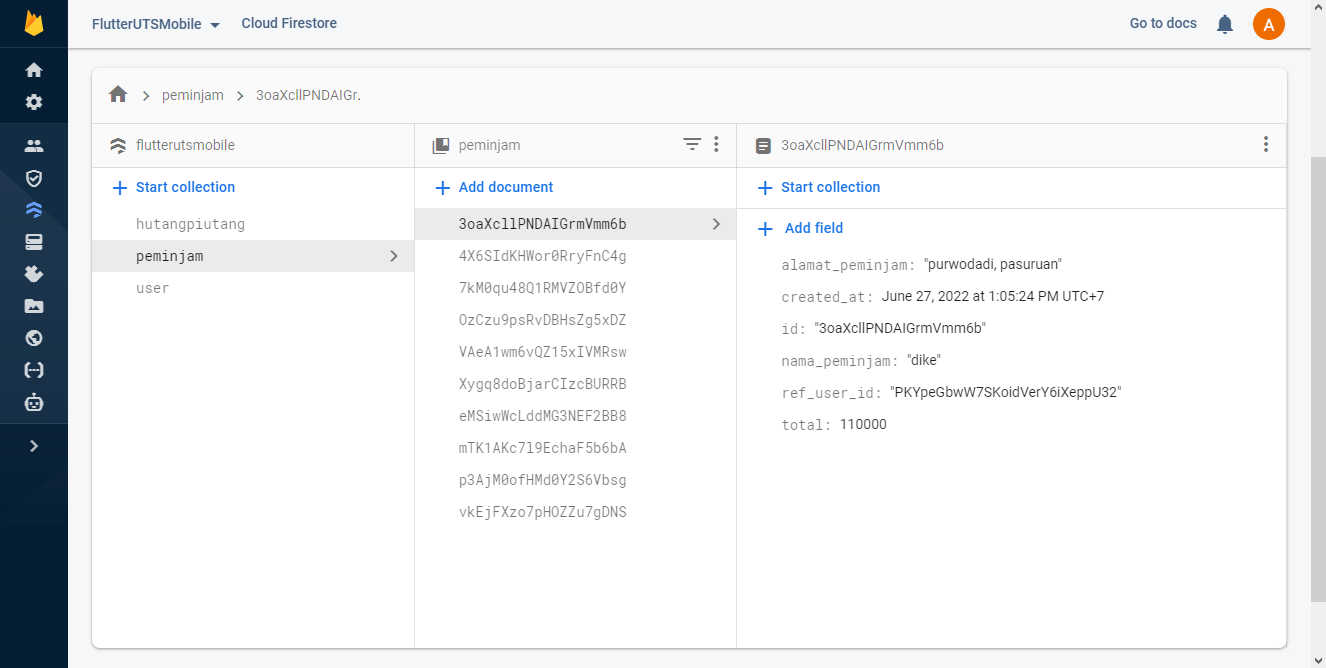 FlutterUTSMobile
Cloud Firestore
Go to docs
A
peminjam
3oaXcllPNDAIGr.
flutterutsmobile
peminjam
3oaXcllPNDAIGrmVmm6b
Start collection
Add document
Start collection
hutangpiutang
peminjam
user
3oaXcllPNDAIGrmVmm6b
4X6SIdKHWor0RryFnC4g
7kM0qu48Q1RMVZOBfd0Y
OzCzu9psRvDBHsZg5xDZ
VAeA1wm6vQZ15xIVMRsw
Xygq8doBjarCIzcBURRB
eMSiwWcLddMG3NEF2BB8
mTK1AKc7l9EchaF5b6bA
p3AjM0ofHMd0Y2S6Vbsg
vkEjFXzo7pHOZZu7gDNS
Add field
alamat_peminjam: "purwodadi, pasuruan"
created_at: June 27, 2022 at 1:05:24 PM UTC+7
id: "3oaXcllPNDAIGrmVmm6b"
nama_peminjam: "dike"
ref_user_id: "PKYpeGbwW7SKoidVerY6iXeppU32"
total: 110000